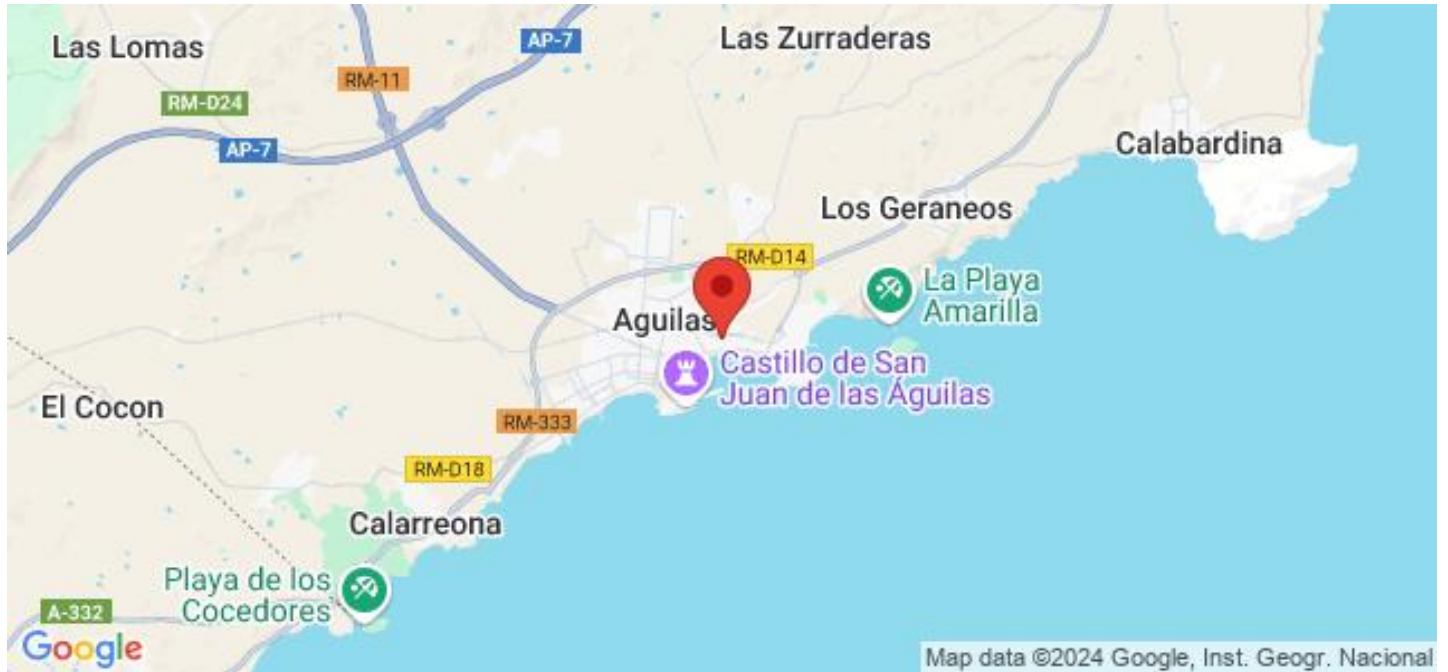 Las Lomas
AP-7
Las Zurraderas
RM-11
RM-D24
AP-7
Calabardina
Los Geraneos
RM-D14
La Playa
Amarilla
Aguilas
Castillo de San
Juan de las Águilas
El Cocon
RM-333
RM-D18
Calarreona
Playa de los
Cocedores
A-332
Google
Map data ©2024 Google, Inst. Geogr. Nacional